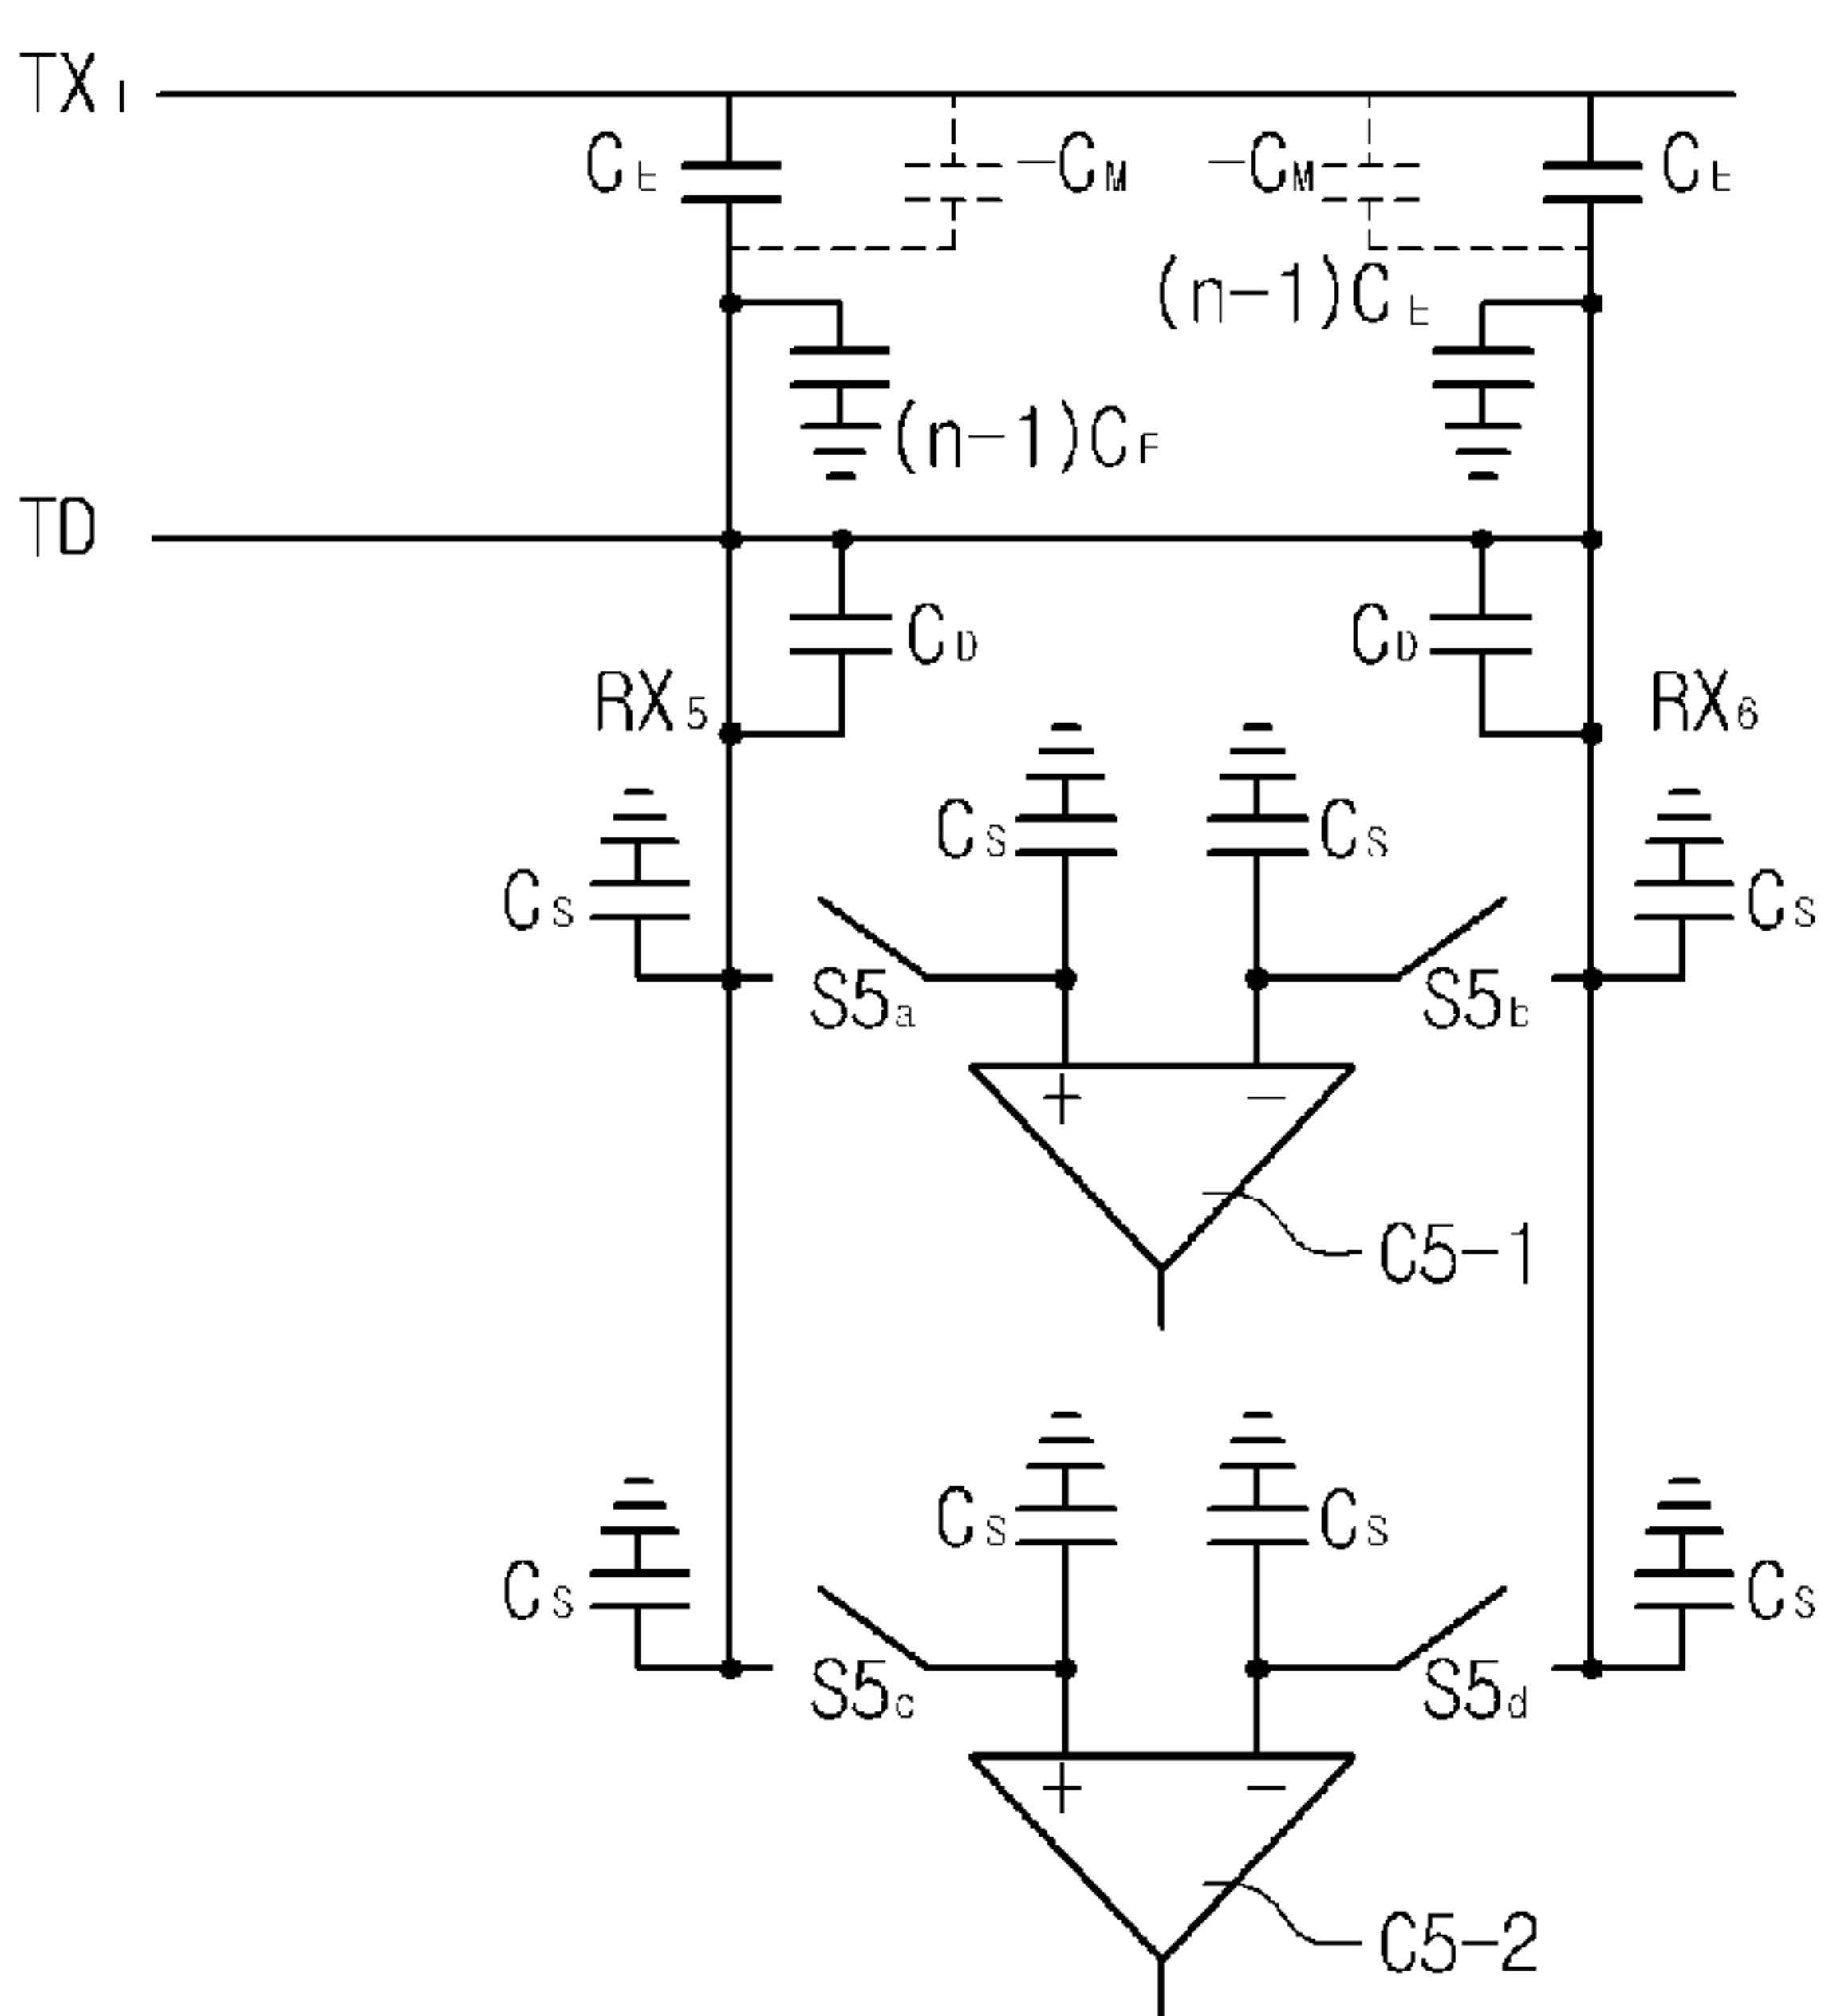 TX1
CE
-CM
-CM
CE
(n-1)CE
(n-1)CF
TD
CD
CD
RX5
RX6
CS
CS
CS
CS
S5a
S5b
+
-
C5-1
CS
CS
CS
CS
S5c
S5d
+
-
C5-2